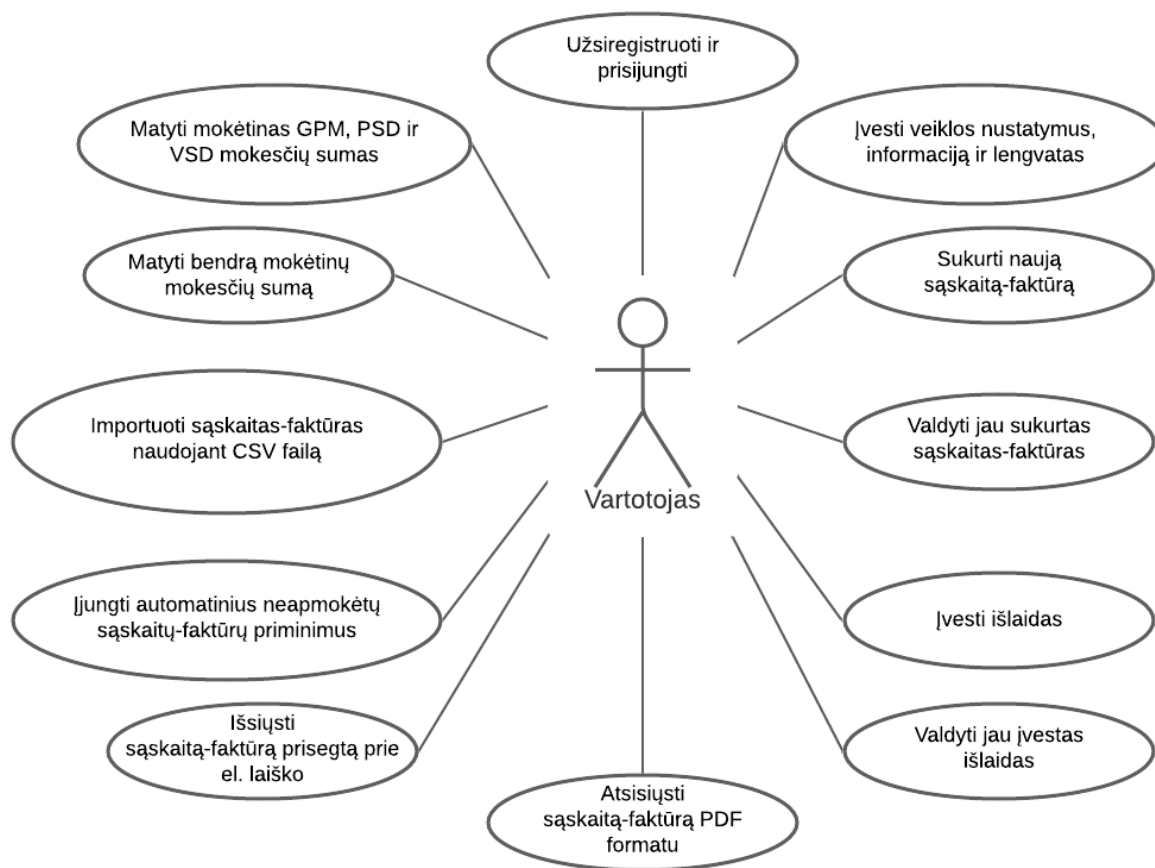 Užsiregistruoti ir
prisijungti
Matyti mokėtinas GPM, PSD ir
VSD mokesčių sumas
Įvesti veiklos nustatymus,
informaciją ir lengvatas
Matyti bendrą mokėtinų
mokesčių sumą
Sukurti naują
sąskaitą-faktūrą
Importuoti sąskaitas-faktūras
naudojant CSV failą
Valdyti jau sukurtas
sąskaitas-faktūras
Vartotojas
Įjungti automatinius neapmokėtų
sąskaitų-faktūrų priminimus
Įvesti išlaidas
Išsiųsti
sąskaitą-faktūrą prisegtą prie
el. laiško
Valdyti jau įvestas
išlaidas
Atsisiųsti
sąskaitą-faktūrą PDF
formatu